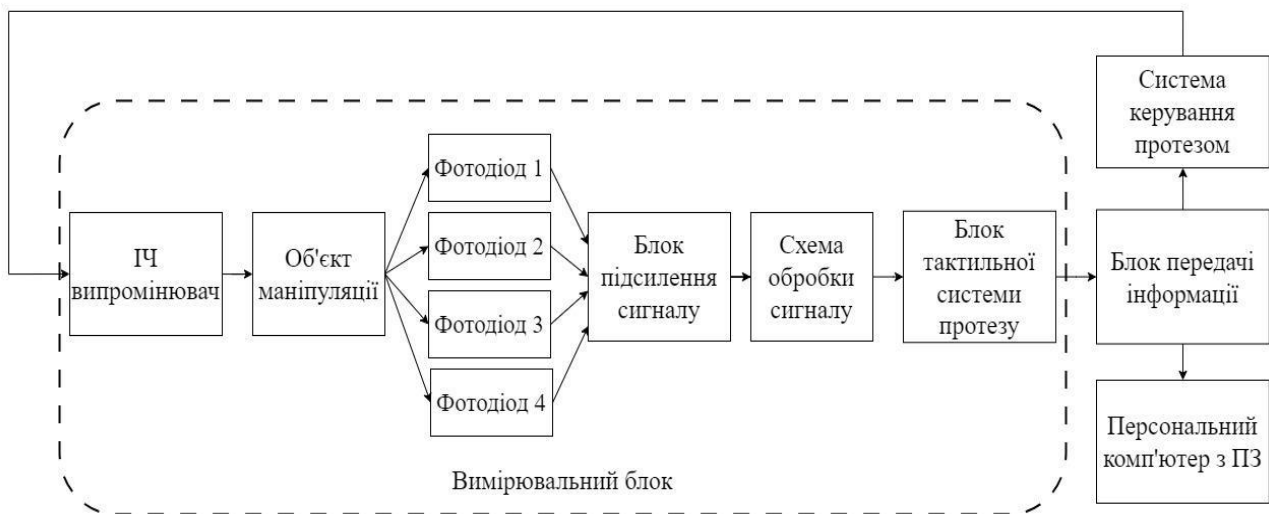 Система
керування
протезом
ІЧ
випромінювач
Об'єкт
маніпуляції
Фотодіод 1
Фотодіод 2
Фотодіод 3
Фотодіод 4
Блок
підсилення
сигналу
Схема
обробки
сигналу
Блок
тактильної
системи
протезу
Блок передачі
інформації
Персональний
комп'ютер з ПЗ
Вимірювальний блок